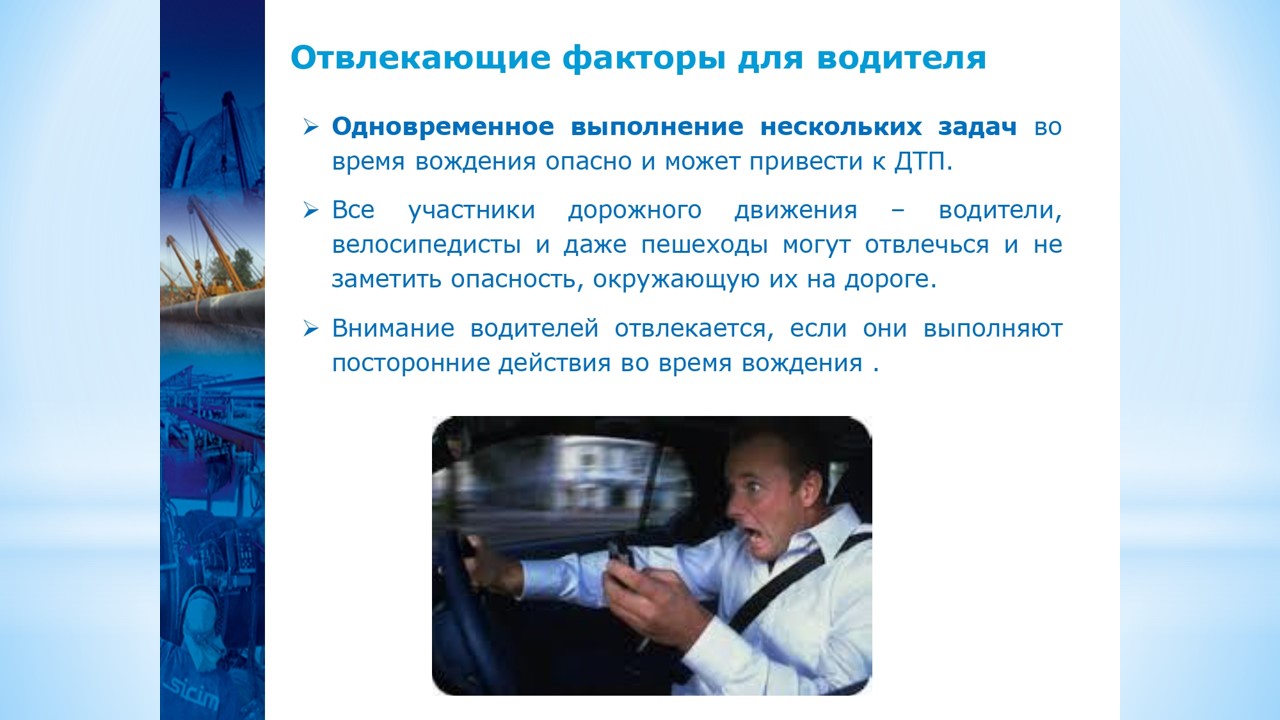 Отвлекающие факторы для водителя
➢ Одновременное выполнение нескольких задач во
время вождения опасно и может привести к ДТП.
➢ Все участники дорожного движения – водители,
велосипедисты и даже пешеходы могут отвлечься и не
заметить опасность, окружающую их на дороге.
➢ Внимание водителей отвлекается, если они выполняют
посторонние действия во время вождения .
sicim